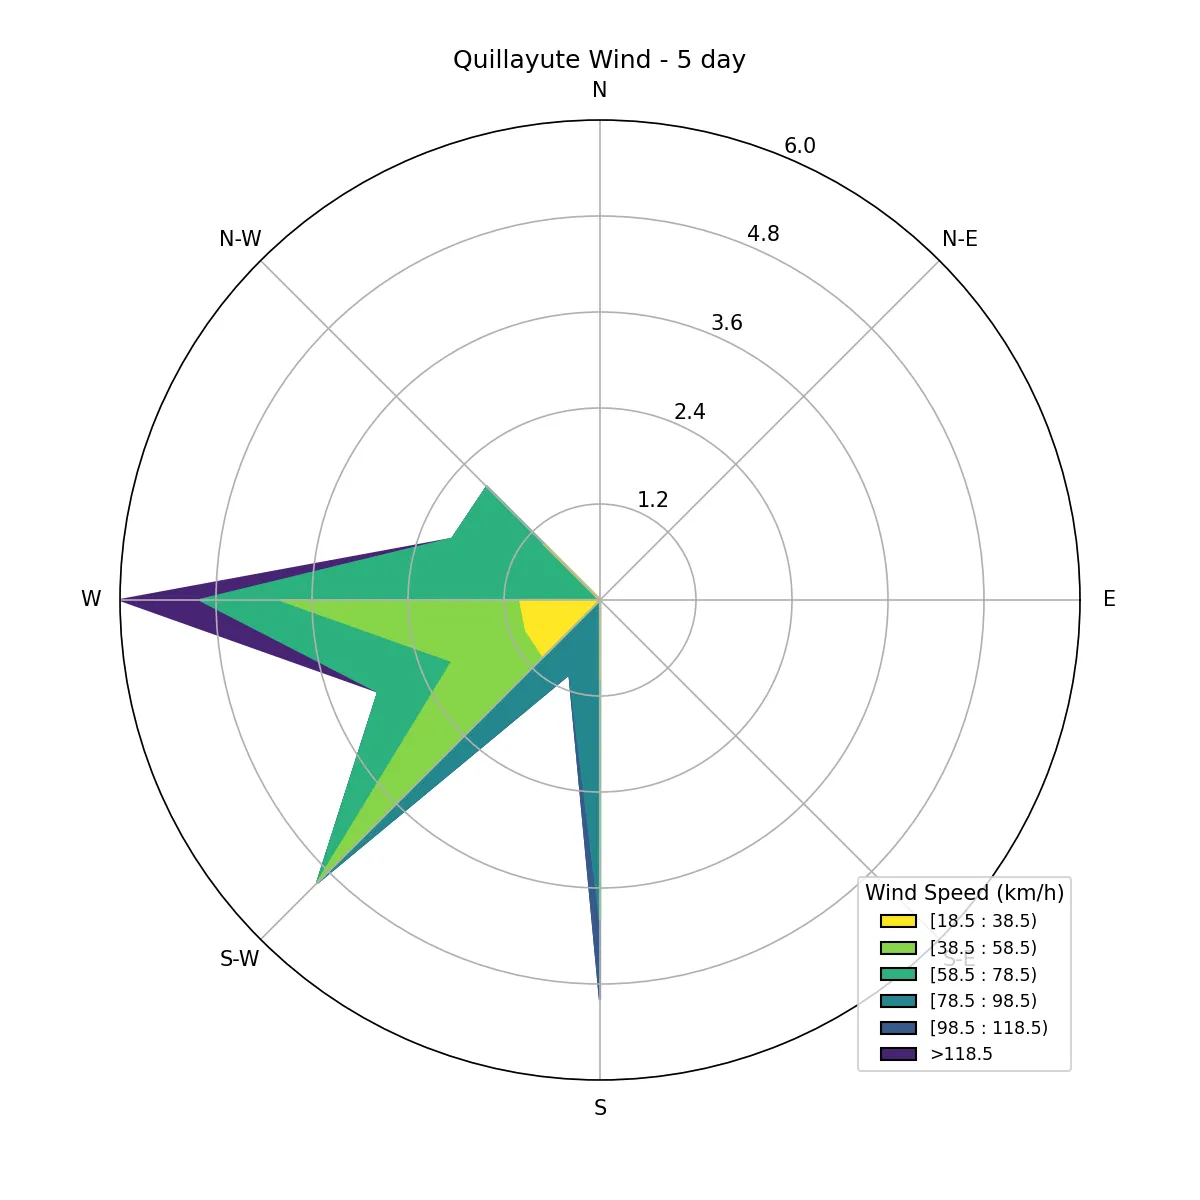 Quillayute Wind - 5 day
N
6.0
N-W
N-E
4.8
3.6
2.4
1.2
W
E
S-W
S-E
S
Wind Speed (km/h)
[18.5 : 38.5)
[38.5 : 58.5)
[58.5 : 78.5)
[78.5 : 98.5)
[98.5 : 118.5)
>118.5